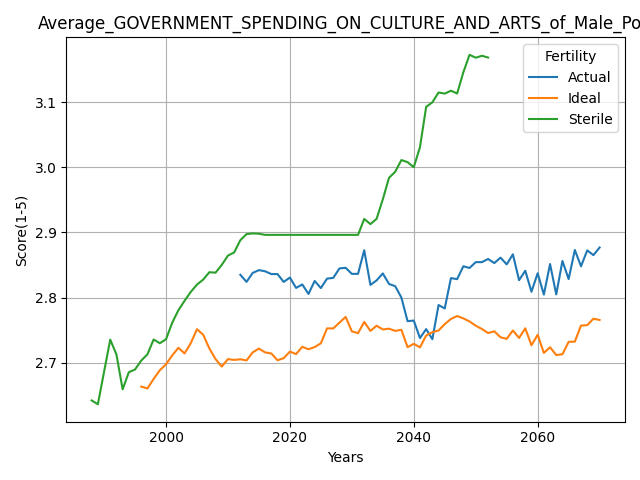 Average_GOVERNMENT_SPENDING_ON_CULTURE_AND_ARTS_of_Male_Po
Fertility
Actual
Ideal
Sterile
Score(1-5)
3.1
3.0
2.9
2.8
2.7
2000
2020
2040
2060
Years